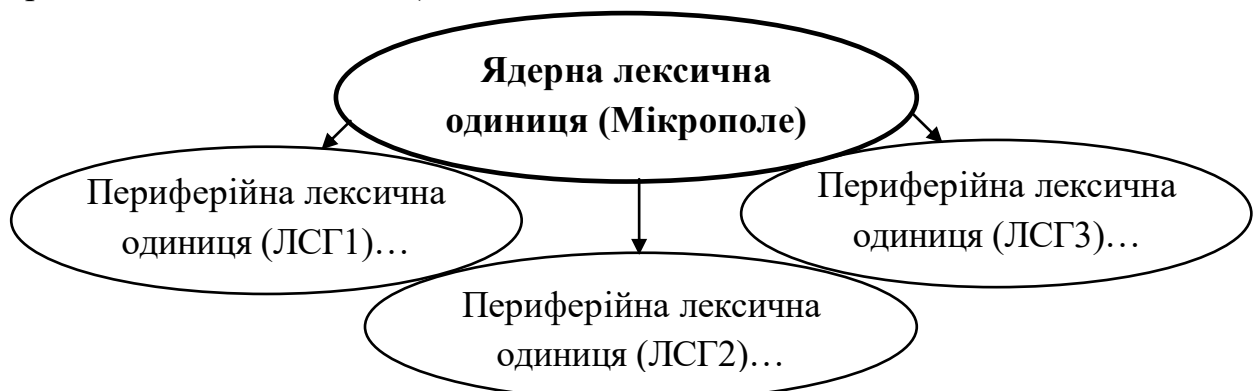 Ядерна лексична
одиниця (Мікрополе)
Периферійна лексична
одиниця (ЛСГ1)…
Периферійна лексична
одиниця (ЛСГ3)…
Периферійна лексична
одиниця (ЛСГ2)…